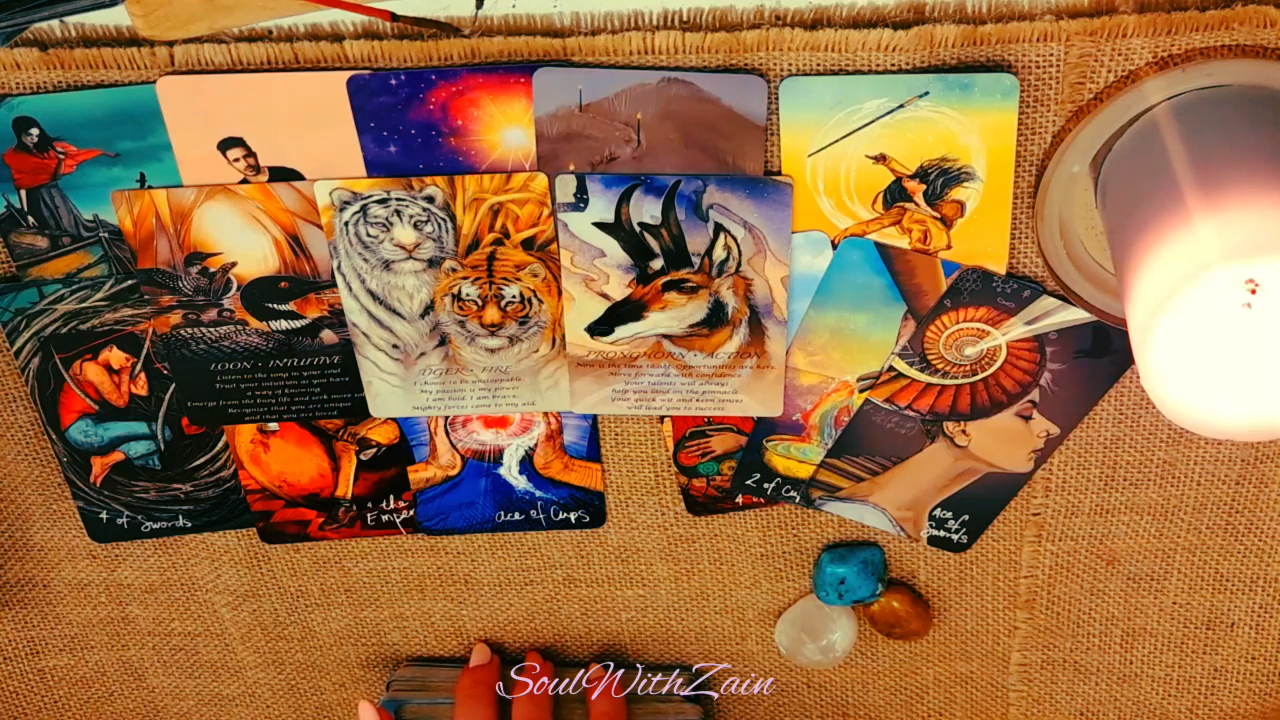 LOON • INTUITIVE
Listen to the song in your soul
Trust your intuition as you have
a way of knowing
Emerge from the busy life and seek more
Recognize that you are unique
and that you are loved.
TIGER • FIRE
I choose to be unstoppable
My passion is my power
I am bold. I am brave.
Mighty forces come to my aid.
PRONGHORN • ACTION
Now is the time to act. Opportunities are here.
Move forward with confidence.
Your talents will always
help you land on the pinnacle.
Your quick wit and keen senses
will lead you to success.
4 of Swords
4 the
Emper
ace of Cups
4
2 of Cu
Ace
of
Swords
SoulWithZain